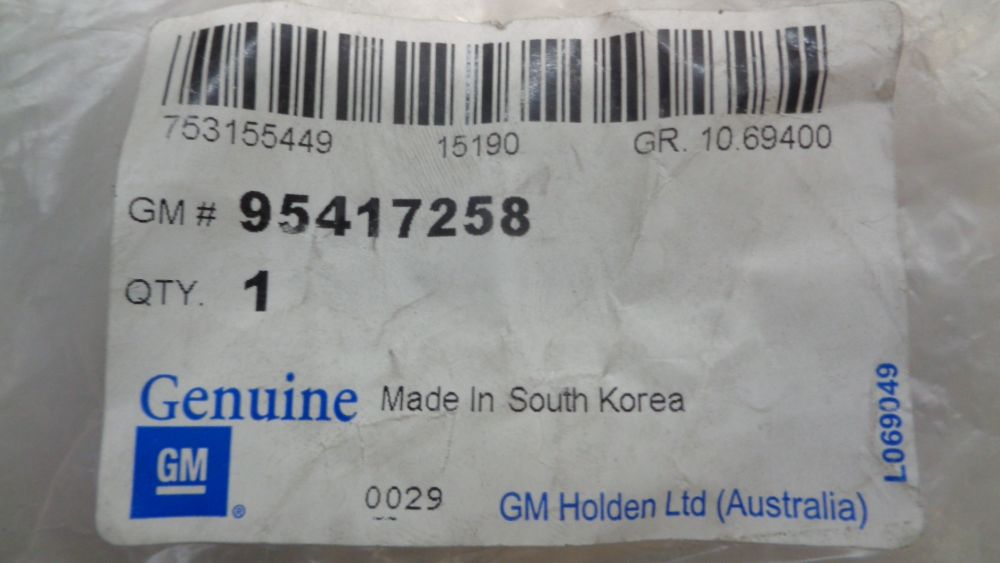 753155449 15190 GR. 10.69400
GM # 95417258
QTY. 1
Genuine Made In South Korea
GM ®
0029 GM Holden Ltd (Australia)
L069049